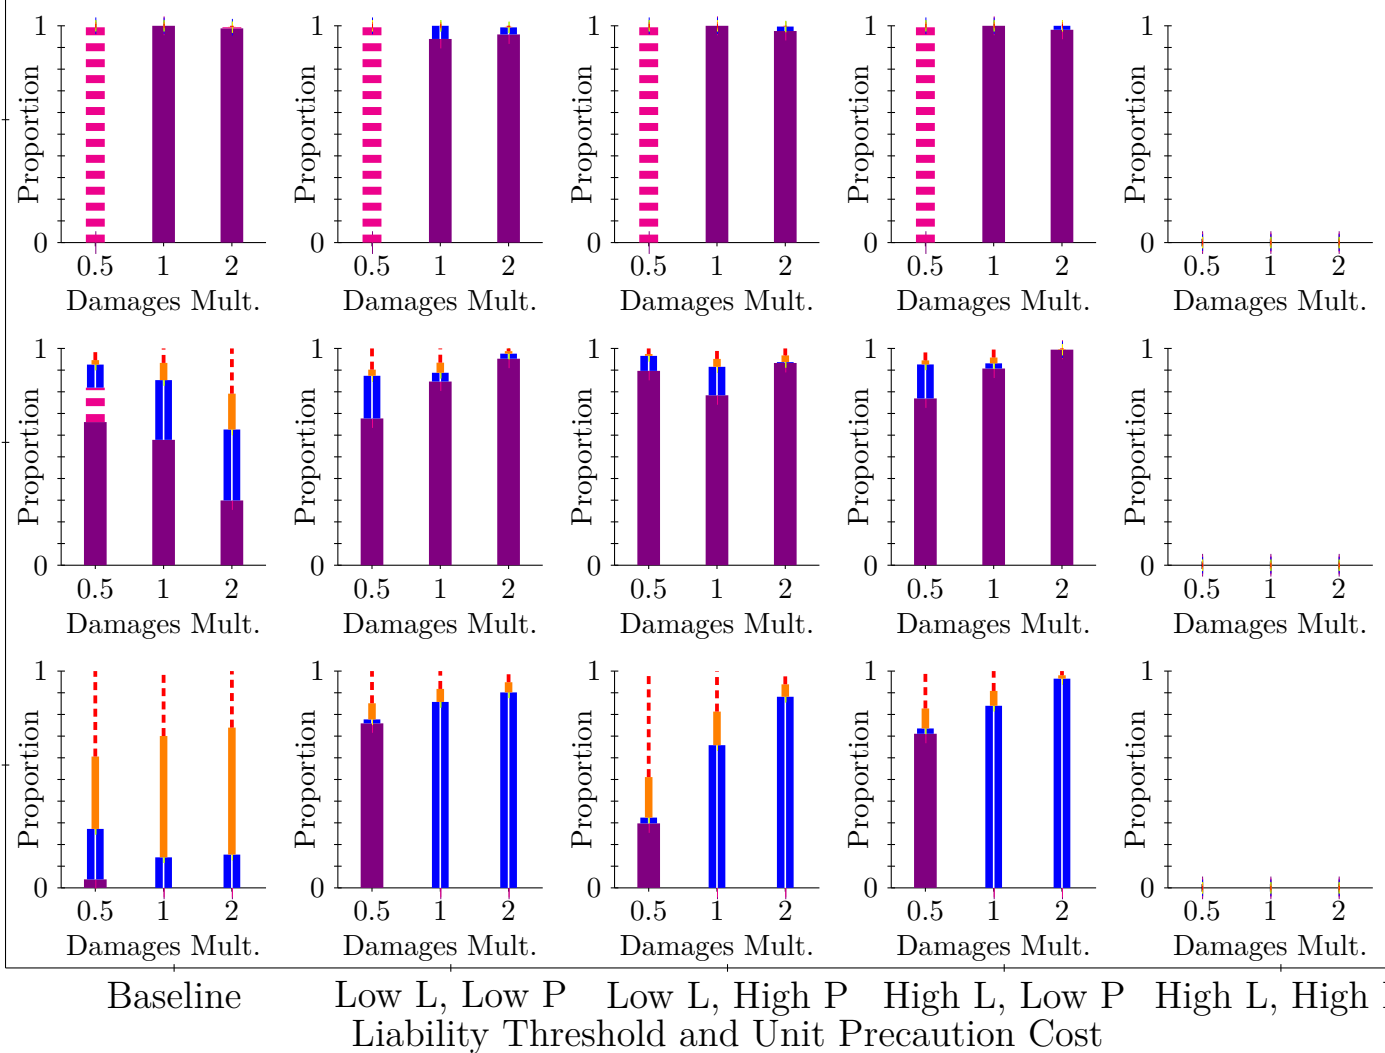 1 1 1 1 1
Proportion Proportion Proportion Proportion Proportion
0 0 0 0 0
0.5 1 2 0.5 1 2 0.5 1 2 0.5 1 2 0.5 1 2
Damages Mult. Damages Mult. Damages Mult. Damages Mult. Damages Mult.
1 1 1 1 1
Proportion Proportion Proportion Proportion Proportion
0 0 0 0 0
0.5 1 2 0.5 1 2 0.5 1 2 0.5 1 2 0.5 1 2
Damages Mult. Damages Mult. Damages Mult. Damages Mult. Damages Mult.
1 1 1 1 1
Proportion Proportion Proportion Proportion Proportion
0 0 0 0 0
0.5 1 2 0.5 1 2 0.5 1 2 0.5 1 2 0.5 1 2
Damages Mult. Damages Mult. Damages Mult. Damages Mult. Damages Mult.
Baseline Low L, Low P Low L, High P High L, Low P High L, High
Liability Threshold and Unit Precaution Cost